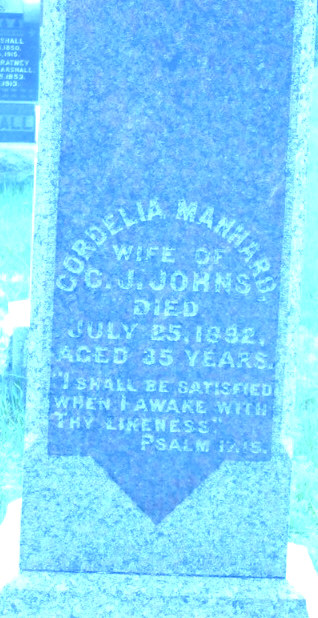 SHALL
CORDELIA MANHARD
WIFE OF
C. J. JOHNS,
DIED
JULY 25, 1892.
AGED 35 YEARS.
"I SHALL BE SATISFIED
WHEN I AWAKE WITH
THY LIKENESS"
PSALM 17.15.